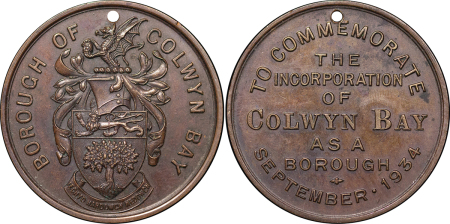 BOROUGH OF COLWYN BAY
TO COMMEMORATE
THE
INCORPORATION
OF
COLWYN BAY
AS A
BOROUGH
SEPTEMBER · 1934